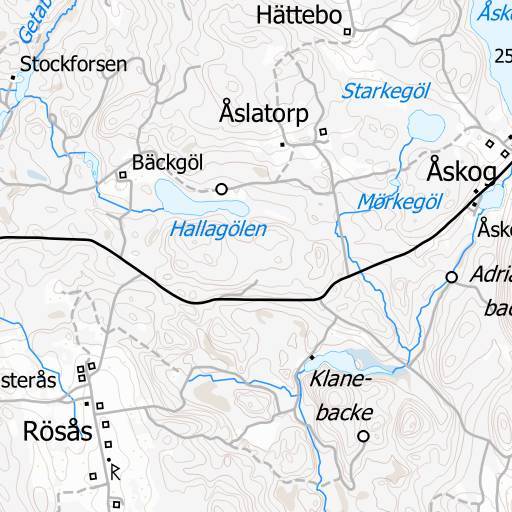 Hättebo
Stockforsen
Starkegöl
Åslatorp
Bäckgöl
Åskog
Mörkegöl
Hallagölen
Klane-
backe
Rösås